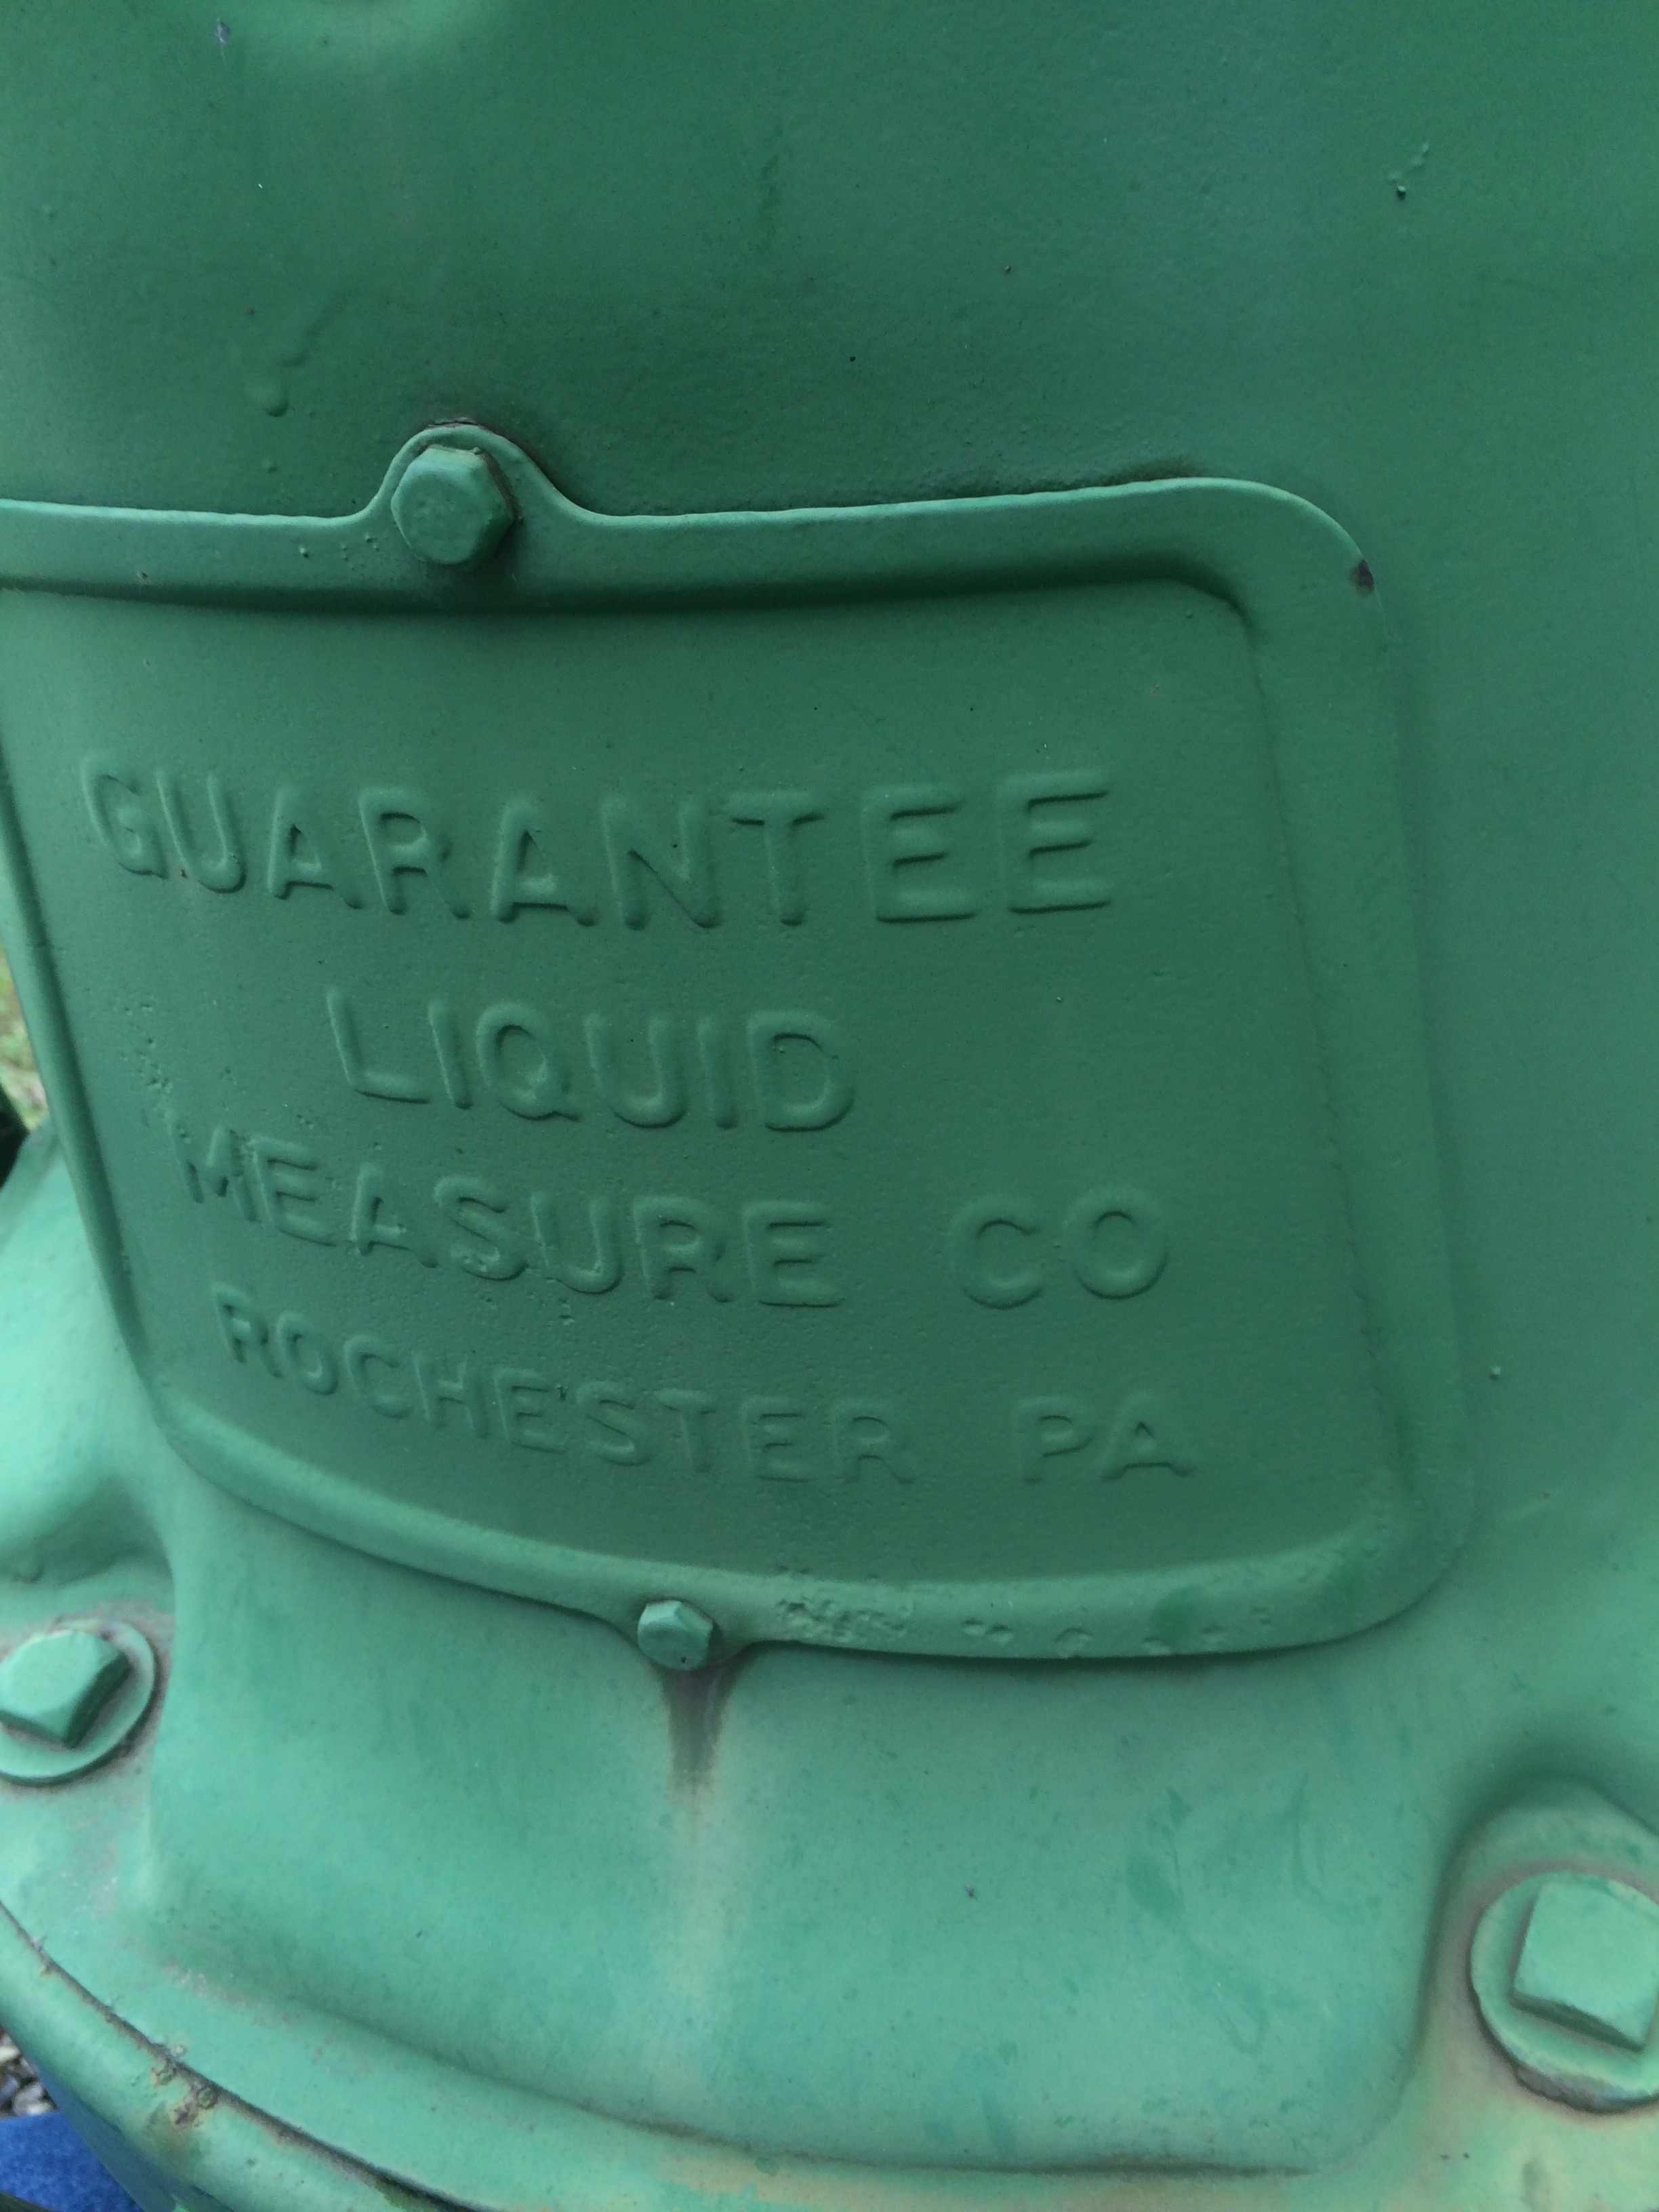 GUARANTEE
LIQUID
MEASURE CO
ROCHESTER PA